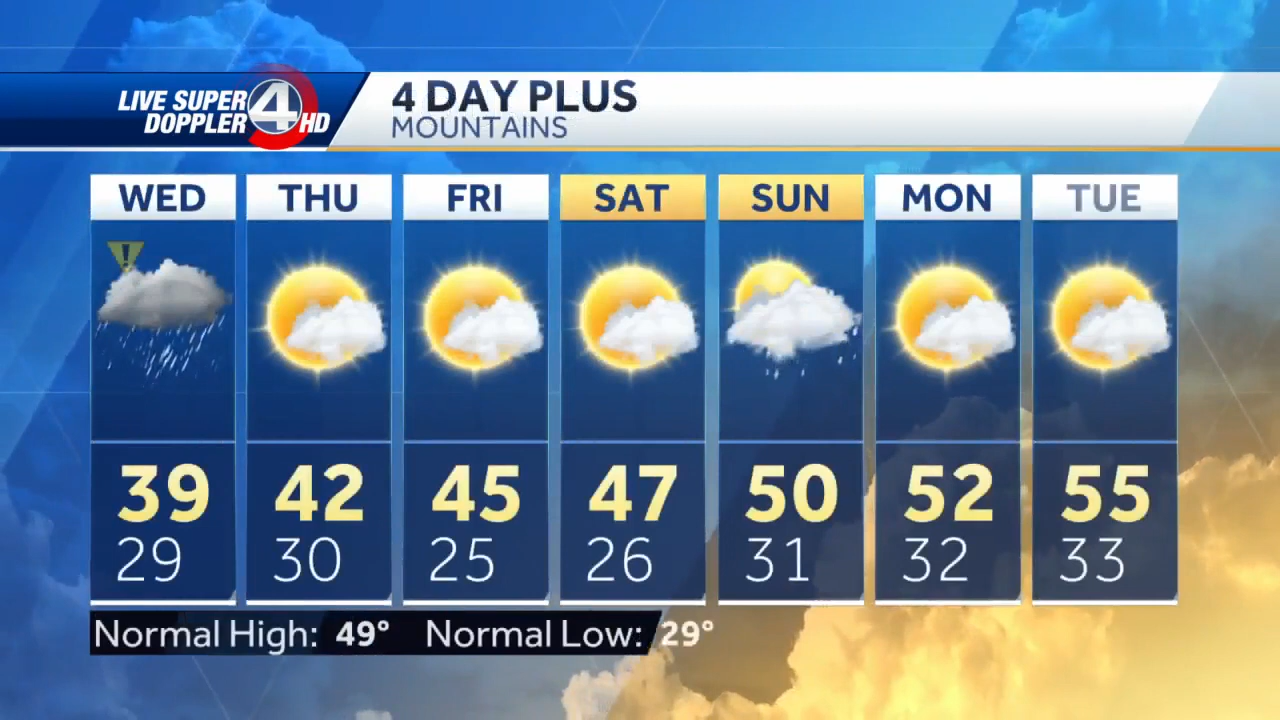 LIVE SUPER
DOPPLER 4 HD
4 DAY PLUS
MOUNTAINS
WED THU FRI SAT SUN MON TUE
!
39 42 45 47 50 52 55
29 30 25 26 31 32 33
Normal High: 49° Normal Low: 29°